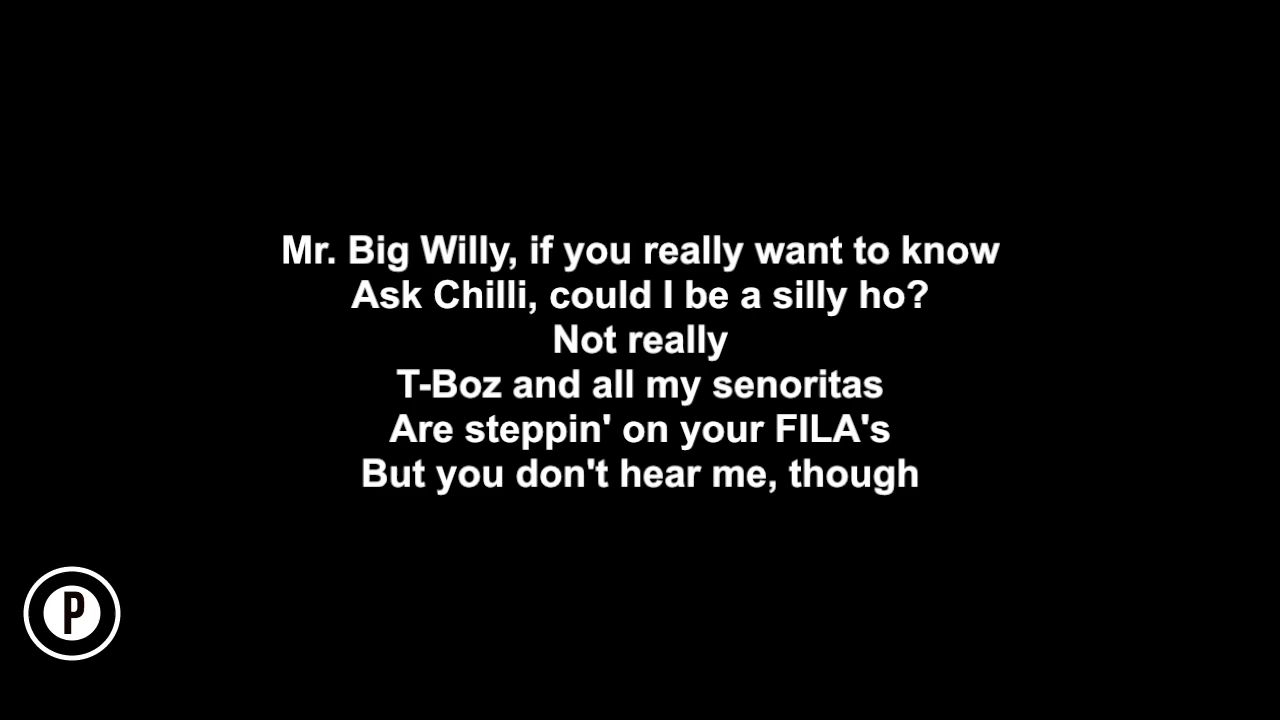 Mr. Big Willy, if you really want to know
Ask Chilli, could I be a silly ho?
Not really
T-Boz and all my senoritas
Are steppin' on your FILA's
But you don't hear me, though
P